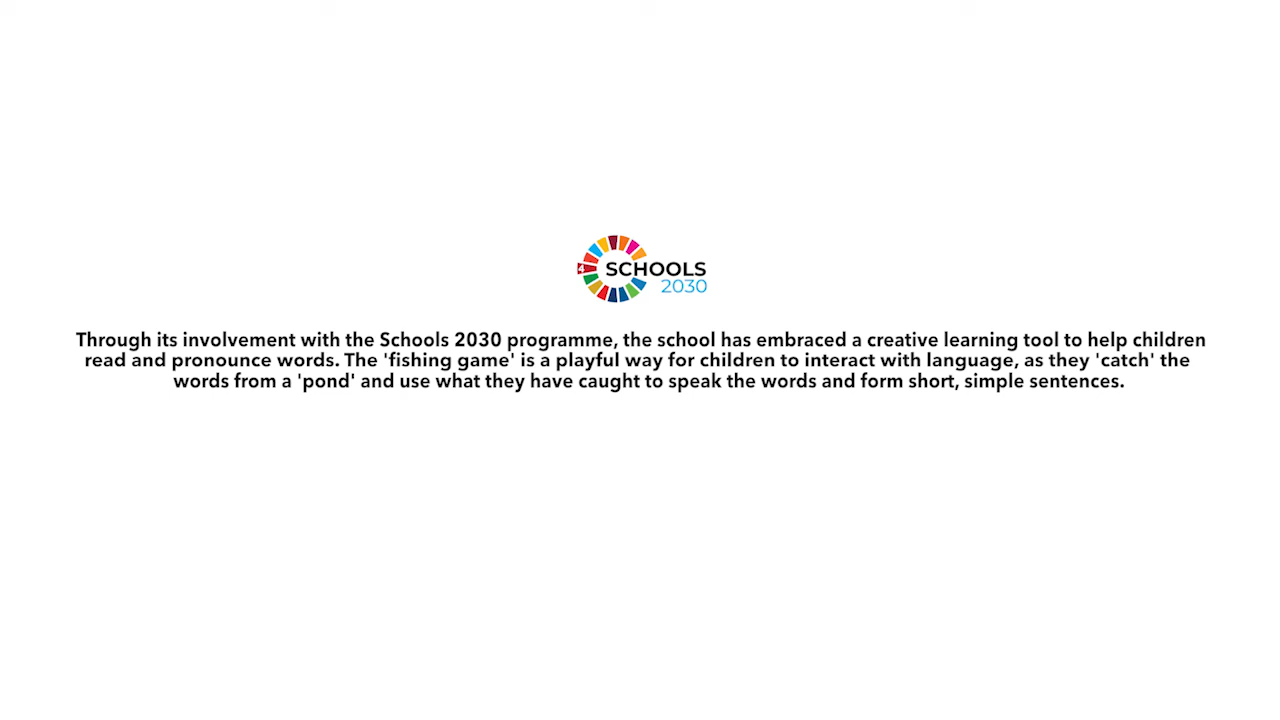 4
SCHOOLS
2030
Through its involvement with the Schools 2030 programme, the school has embraced a creative learning tool to help children
read and pronounce words. The 'fishing game' is a playful way for children to interact with language, as they 'catch' the
words from a 'pond' and use what they have caught to speak the words and form short, simple sentences.